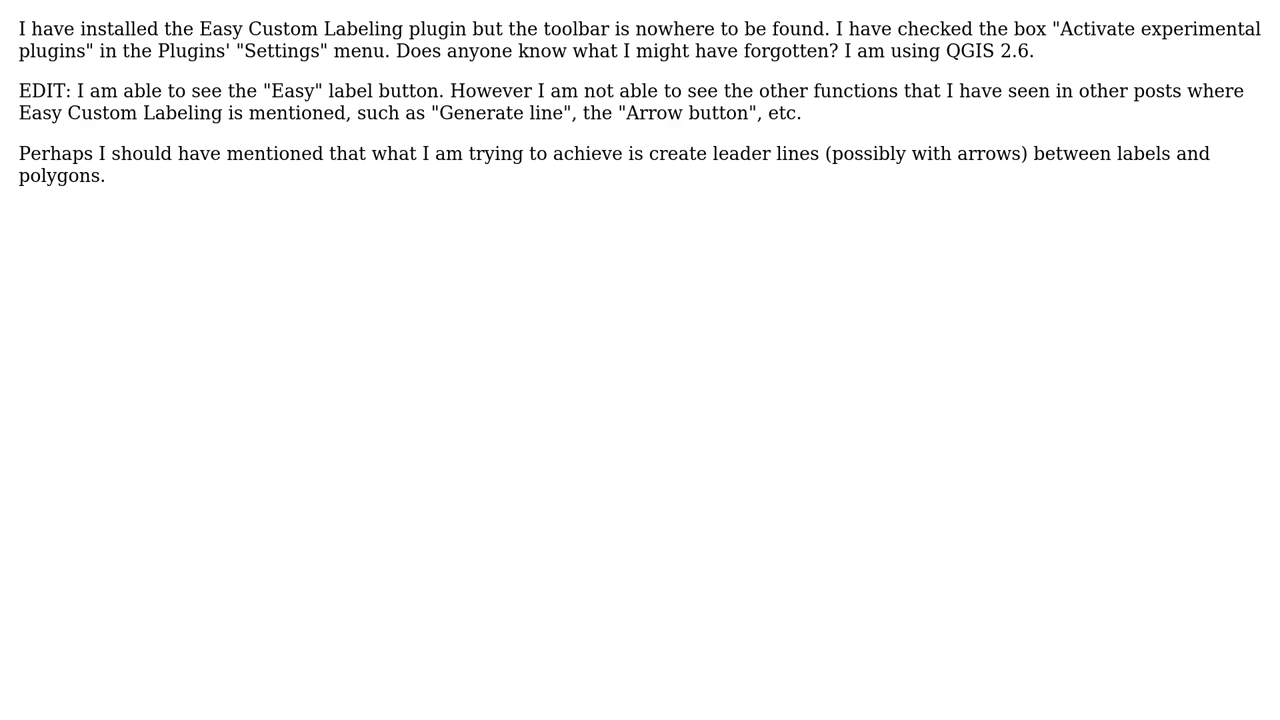 I have installed the Easy Custom Labeling plugin but the toolbar is nowhere to be found. I have checked the box "Activate experimental
plugins" in the Plugins' "Settings" menu. Does anyone know what I might have forgotten? I am using QGIS 2.6.
EDIT: I am able to see the "Easy" label button. However I am not able to see the other functions that I have seen in other posts where
Easy Custom Labeling is mentioned, such as "Generate line", the "Arrow button", etc.
Perhaps I should have mentioned that what I am trying to achieve is create leader lines (possibly with arrows) between labels and
polygons.